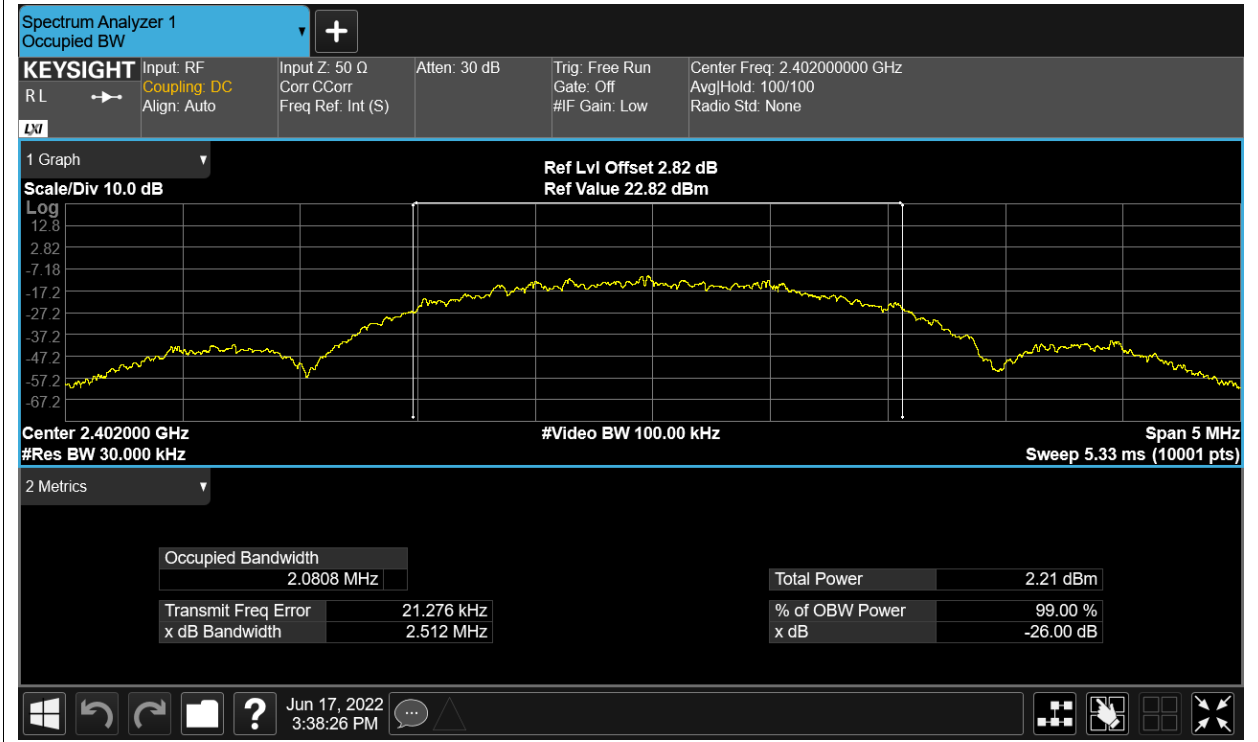 Spectrum Analyzer 1
Occupied BW
KEYSIGHT
R L
LXI
Input: RF
Coupling: DC
Align: Auto
Input Z: 50 Ω
Corr CCorr
Freq Ref: Int (S)
Atten: 30 dB
Trig: Free Run
Gate: Off
#IF Gain: Low
Center Freq: 2.402000000 GHz
Avg|Hold: 100/100
Radio Std: None
1 Graph
Scale/Div 10.0 dB
Ref Lvl Offset 2.82 dB
Ref Value 22.82 dBm
Log
12.8
2.82
-7.18
-17.2
-27.2
-37.2
-47.2
-57.2
-67.2
Center 2.402000 GHz
#Video BW 100.00 kHz
Span 5 MHz
#Res BW 30.000 kHz
Sweep 5.33 ms (10001 pts)
2 Metrics
Occupied Bandwidth
2.0808 MHz
Total Power 2.21 dBm
Transmit Freq Error 21.276 kHz
% of OBW Power 99.00 %
x dB Bandwidth 2.512 MHz
x dB -26.00 dB
?
Jun 17, 2022
3:38:26 PM